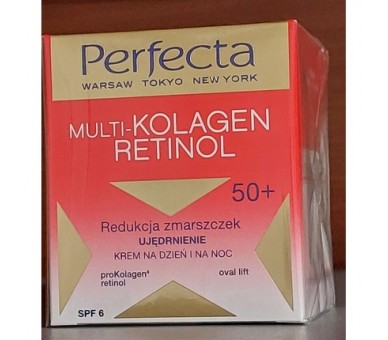 Perfecta
WARSAW TOKYO NEW YORK
MULTI-KOLAGEN
RETINOL
50+
Redukcja zmarszczek
UJĘDRNIENIE
KREM NA DZIEŃ I NA NOC
proKolagen⁴
retinol
oval lift
SPF 6